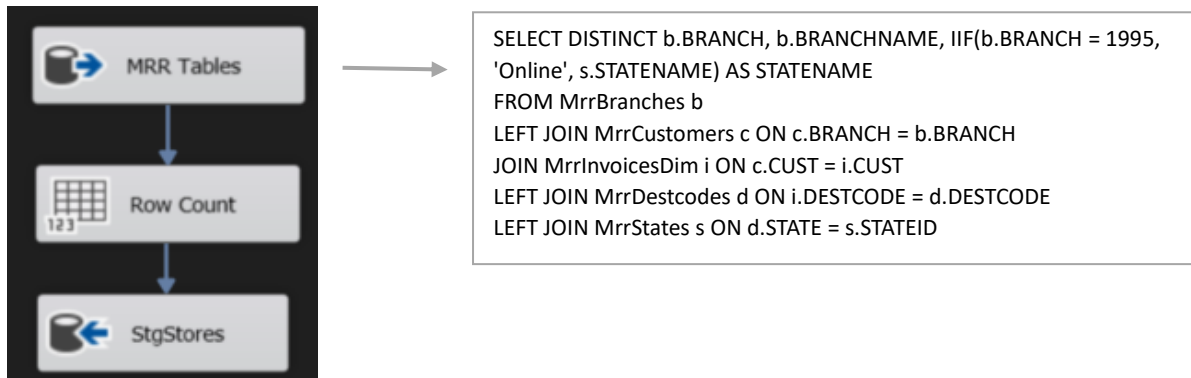 MRR Tables
Row Count
123
StgStores
SELECT DISTINCT b.BRANCH, b.BRANCHNAME, IIF(b.BRANCH = 1995,
'Online', s.STATENAME) AS STATENAME
FROM MrrBranches b
LEFT JOIN MrrCustomers c ON c.BRANCH = b.BRANCH
JOIN MrrInvoicesDim i ON c.CUST = i.CUST
LEFT JOIN MrrDestcodes d ON i.DESTCODE = d.DESTCODE
LEFT JOIN MrrStates s ON d.STATE = s.STATEID